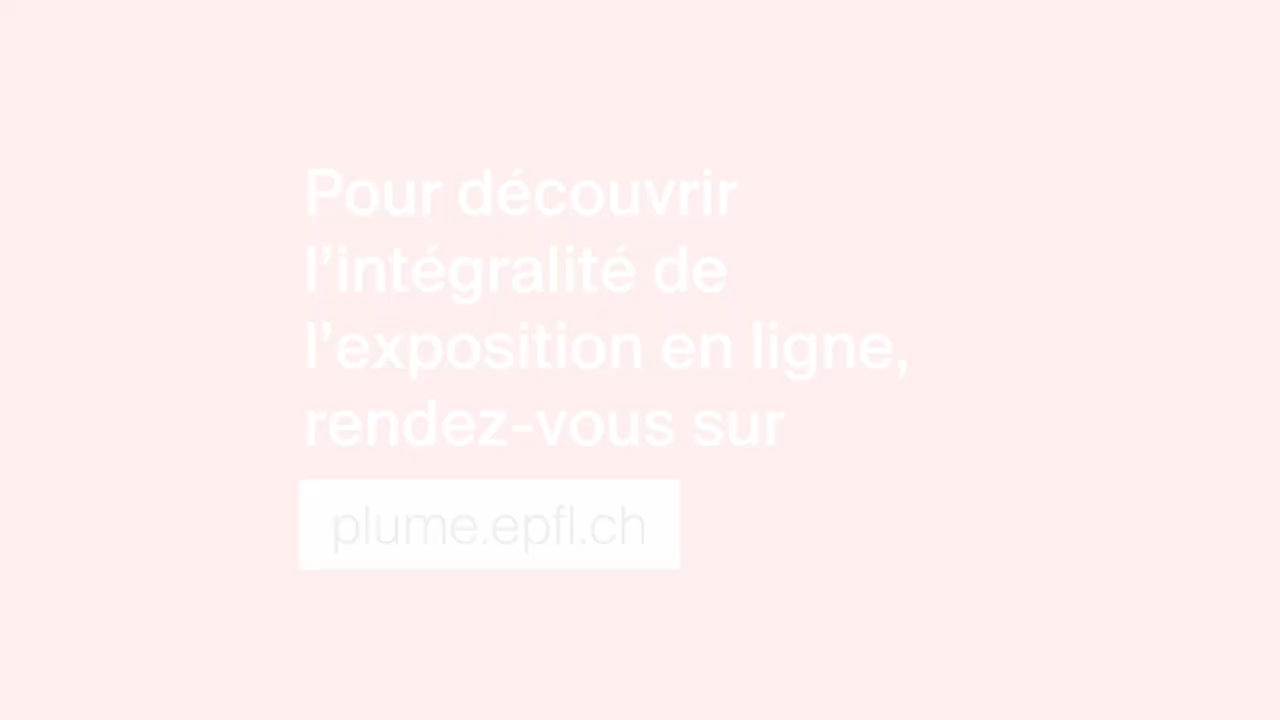 Pour découvrir
l’intégralité de
l’exposition en ligne,
rendez-vous sur
plume.epfl.ch